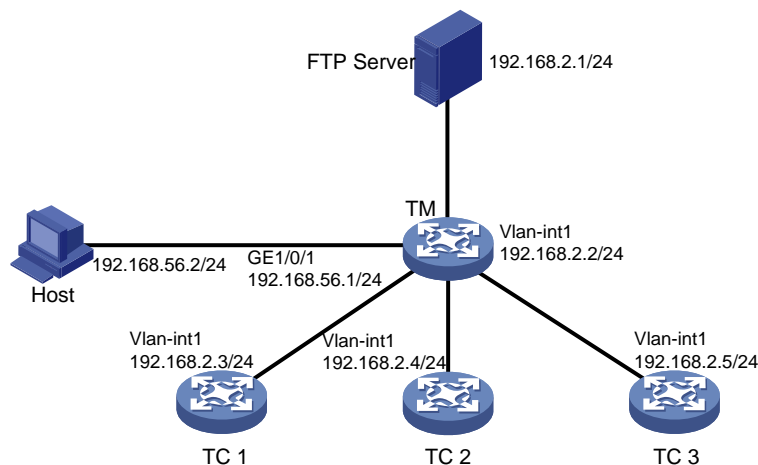 FTP Server
192.168.2.1/24
TM
Vlan-int1
192.168.2.2/24
GE1/0/1
192.168.56.2/24
192.168.56.1/24
Host
Vlan-int1
192.168.2.3/24
Vlan-int1
192.168.2.4/24
Vlan-int1
192.168.2.5/24
TC 1
TC 2
TC 3